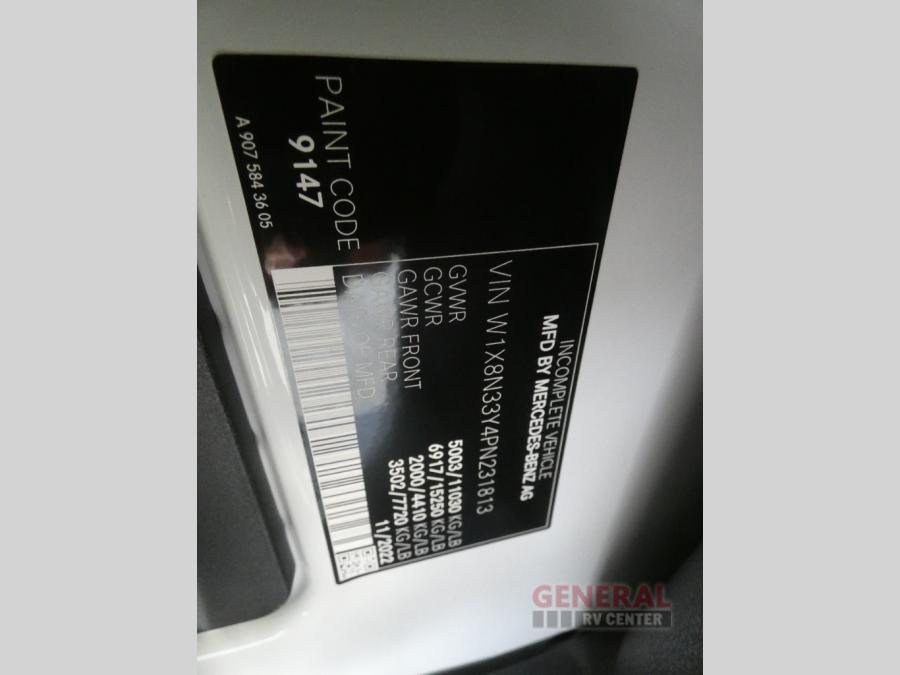 INCOMPLETE VEHICLE
MFD BY MERCEDES-BENZ AG
VIN W1X8N33Y4PN231813
GVWR 5003/11030 KG/LB
GCWR 6917/15250 KG/LB
GAWR FRONT 2000/4410 KG/LB
GAWR REAR 3502/7720 KG/LB
DATE OF MFD 11/2022
PAINT CODE
9147
A 907 584 36 05
GENERAL
RV CENTER